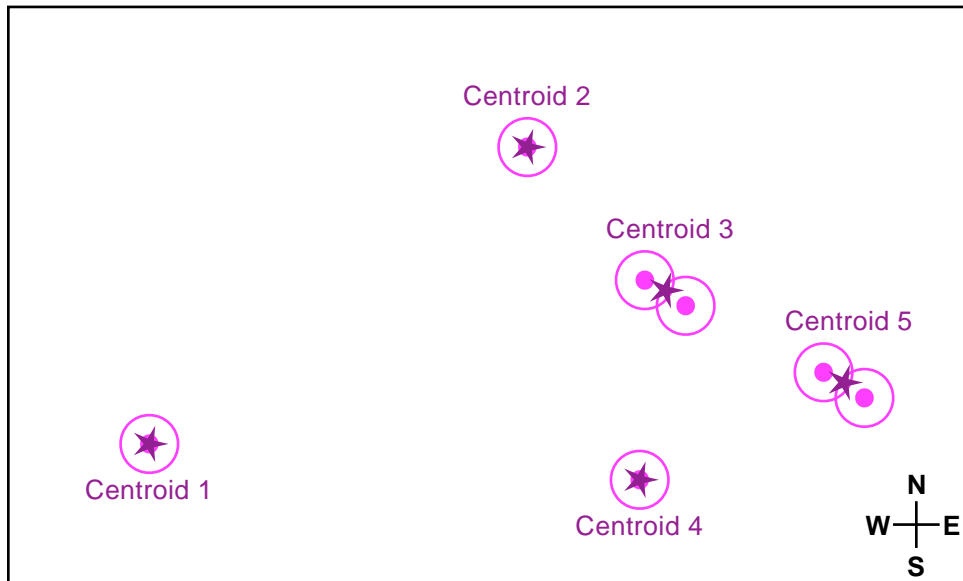 Centroid 2
Centroid 3
Centroid 5
Centroid 1
Centroid 4
N
W E
S